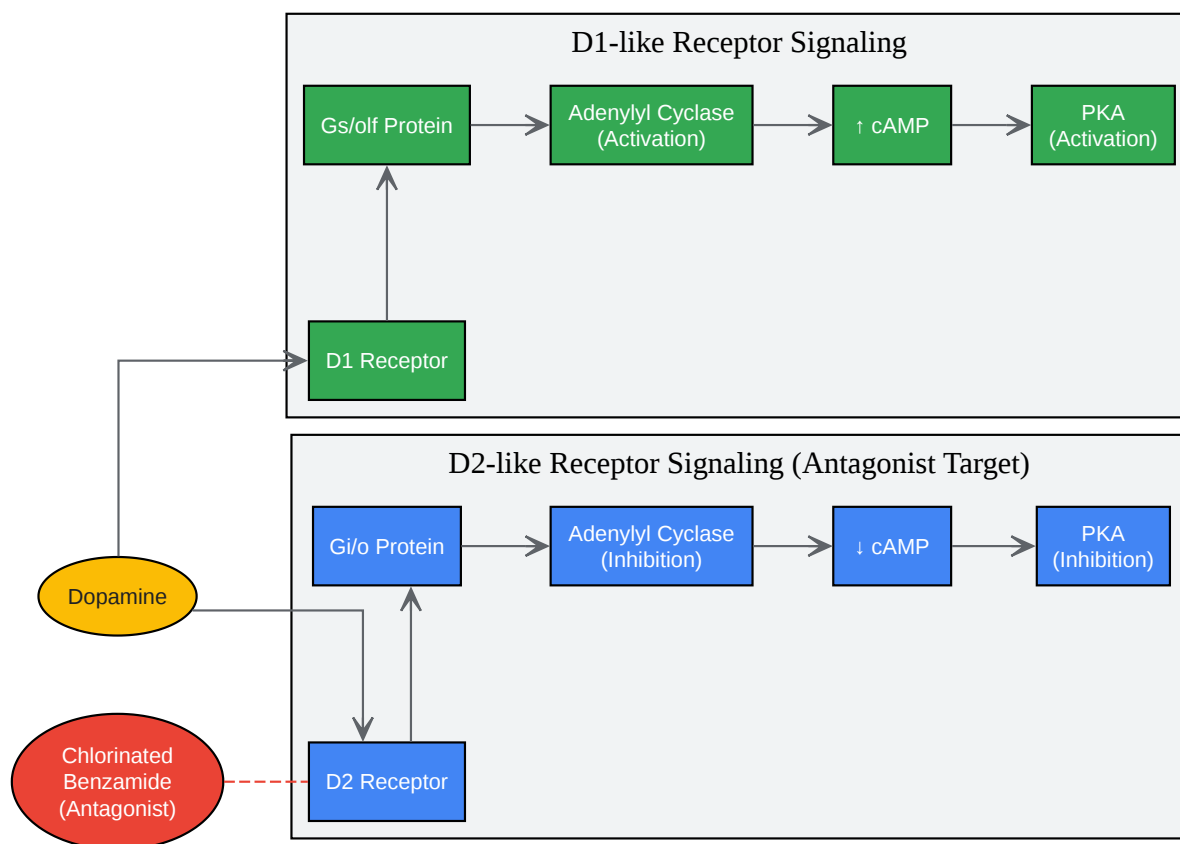 D1-like Receptor Signaling
Gs/olf Protein
Adenylyl Cyclase
(Activation)
↑ cAMP
PKA
(Activation)
D1 Receptor
D2-like Receptor Signaling (Antagonist Target)
Gi/o Protein
Adenylyl Cyclase
(Inhibition)
↓ cAMP
PKA
(Inhibition)
Dopamine
Chlorinated
Benzamide
(Antagonist)
D2 Receptor